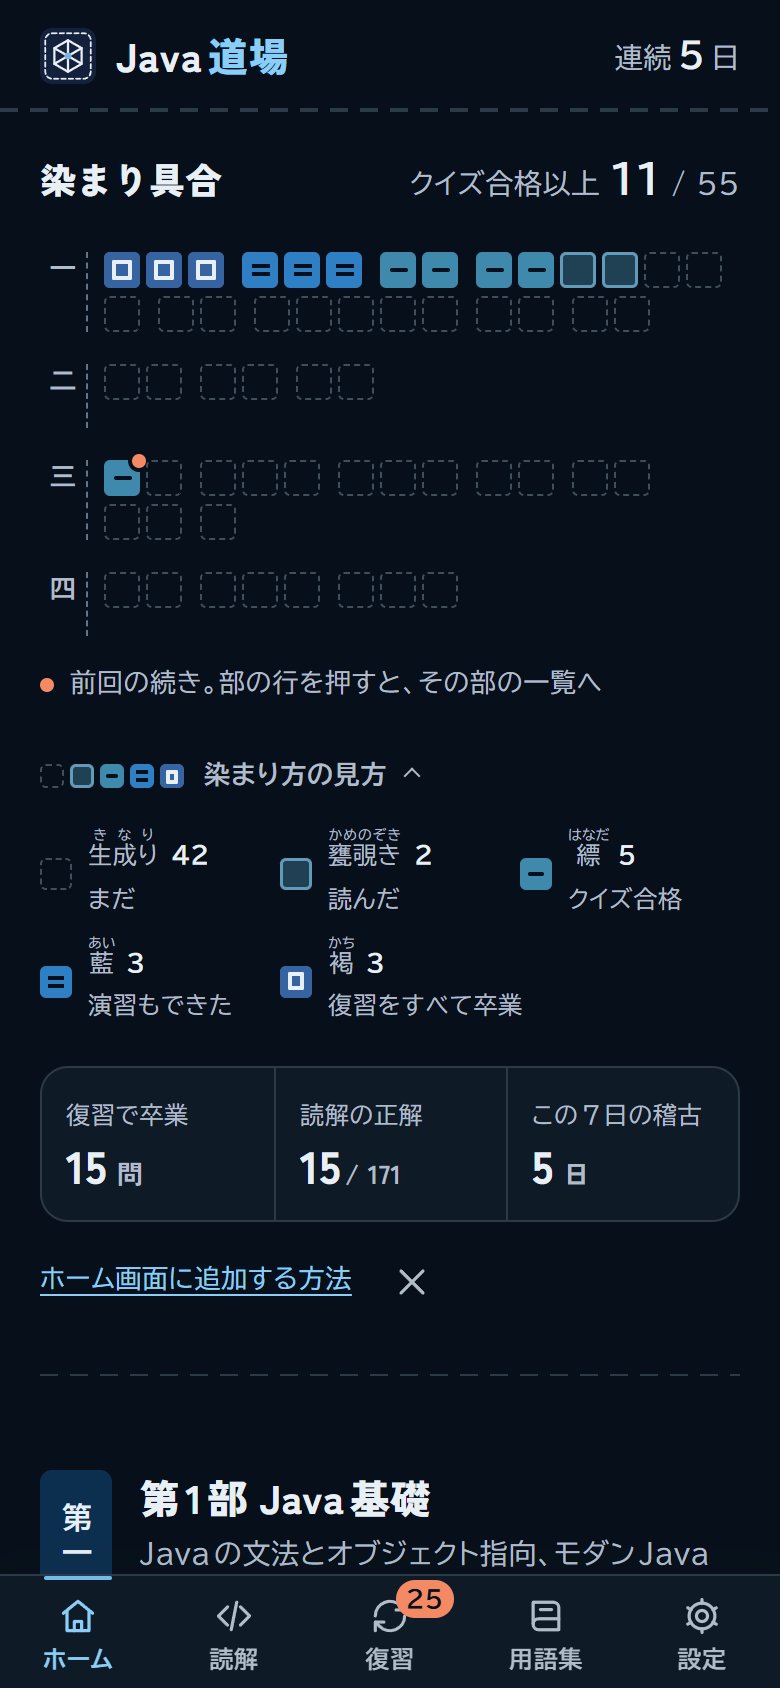 Java道場
連続 5 日
染まり具合
クイズ合格以上 11 / 55
一
二
三
四
前回の続き。部の行を押すと、その部の一覧へ
染まり方の見方
きなり
生成り 42
まだ
かめのぞき
甕覗き 2
読んだ
はなだ
縹 5
クイズ合格
あい
藍 3
演習もできた
かち
褐 3
復習をすべて卒業
復習で卒業
15 問
読解の正解
15 / 171
この7日の稽古
5 日
ホーム画面に追加する方法
第一
第1部 Java基礎
Javaの文法とオブジェクト指向、モダンJava
25
ホーム
読解
復習
用語集
設定